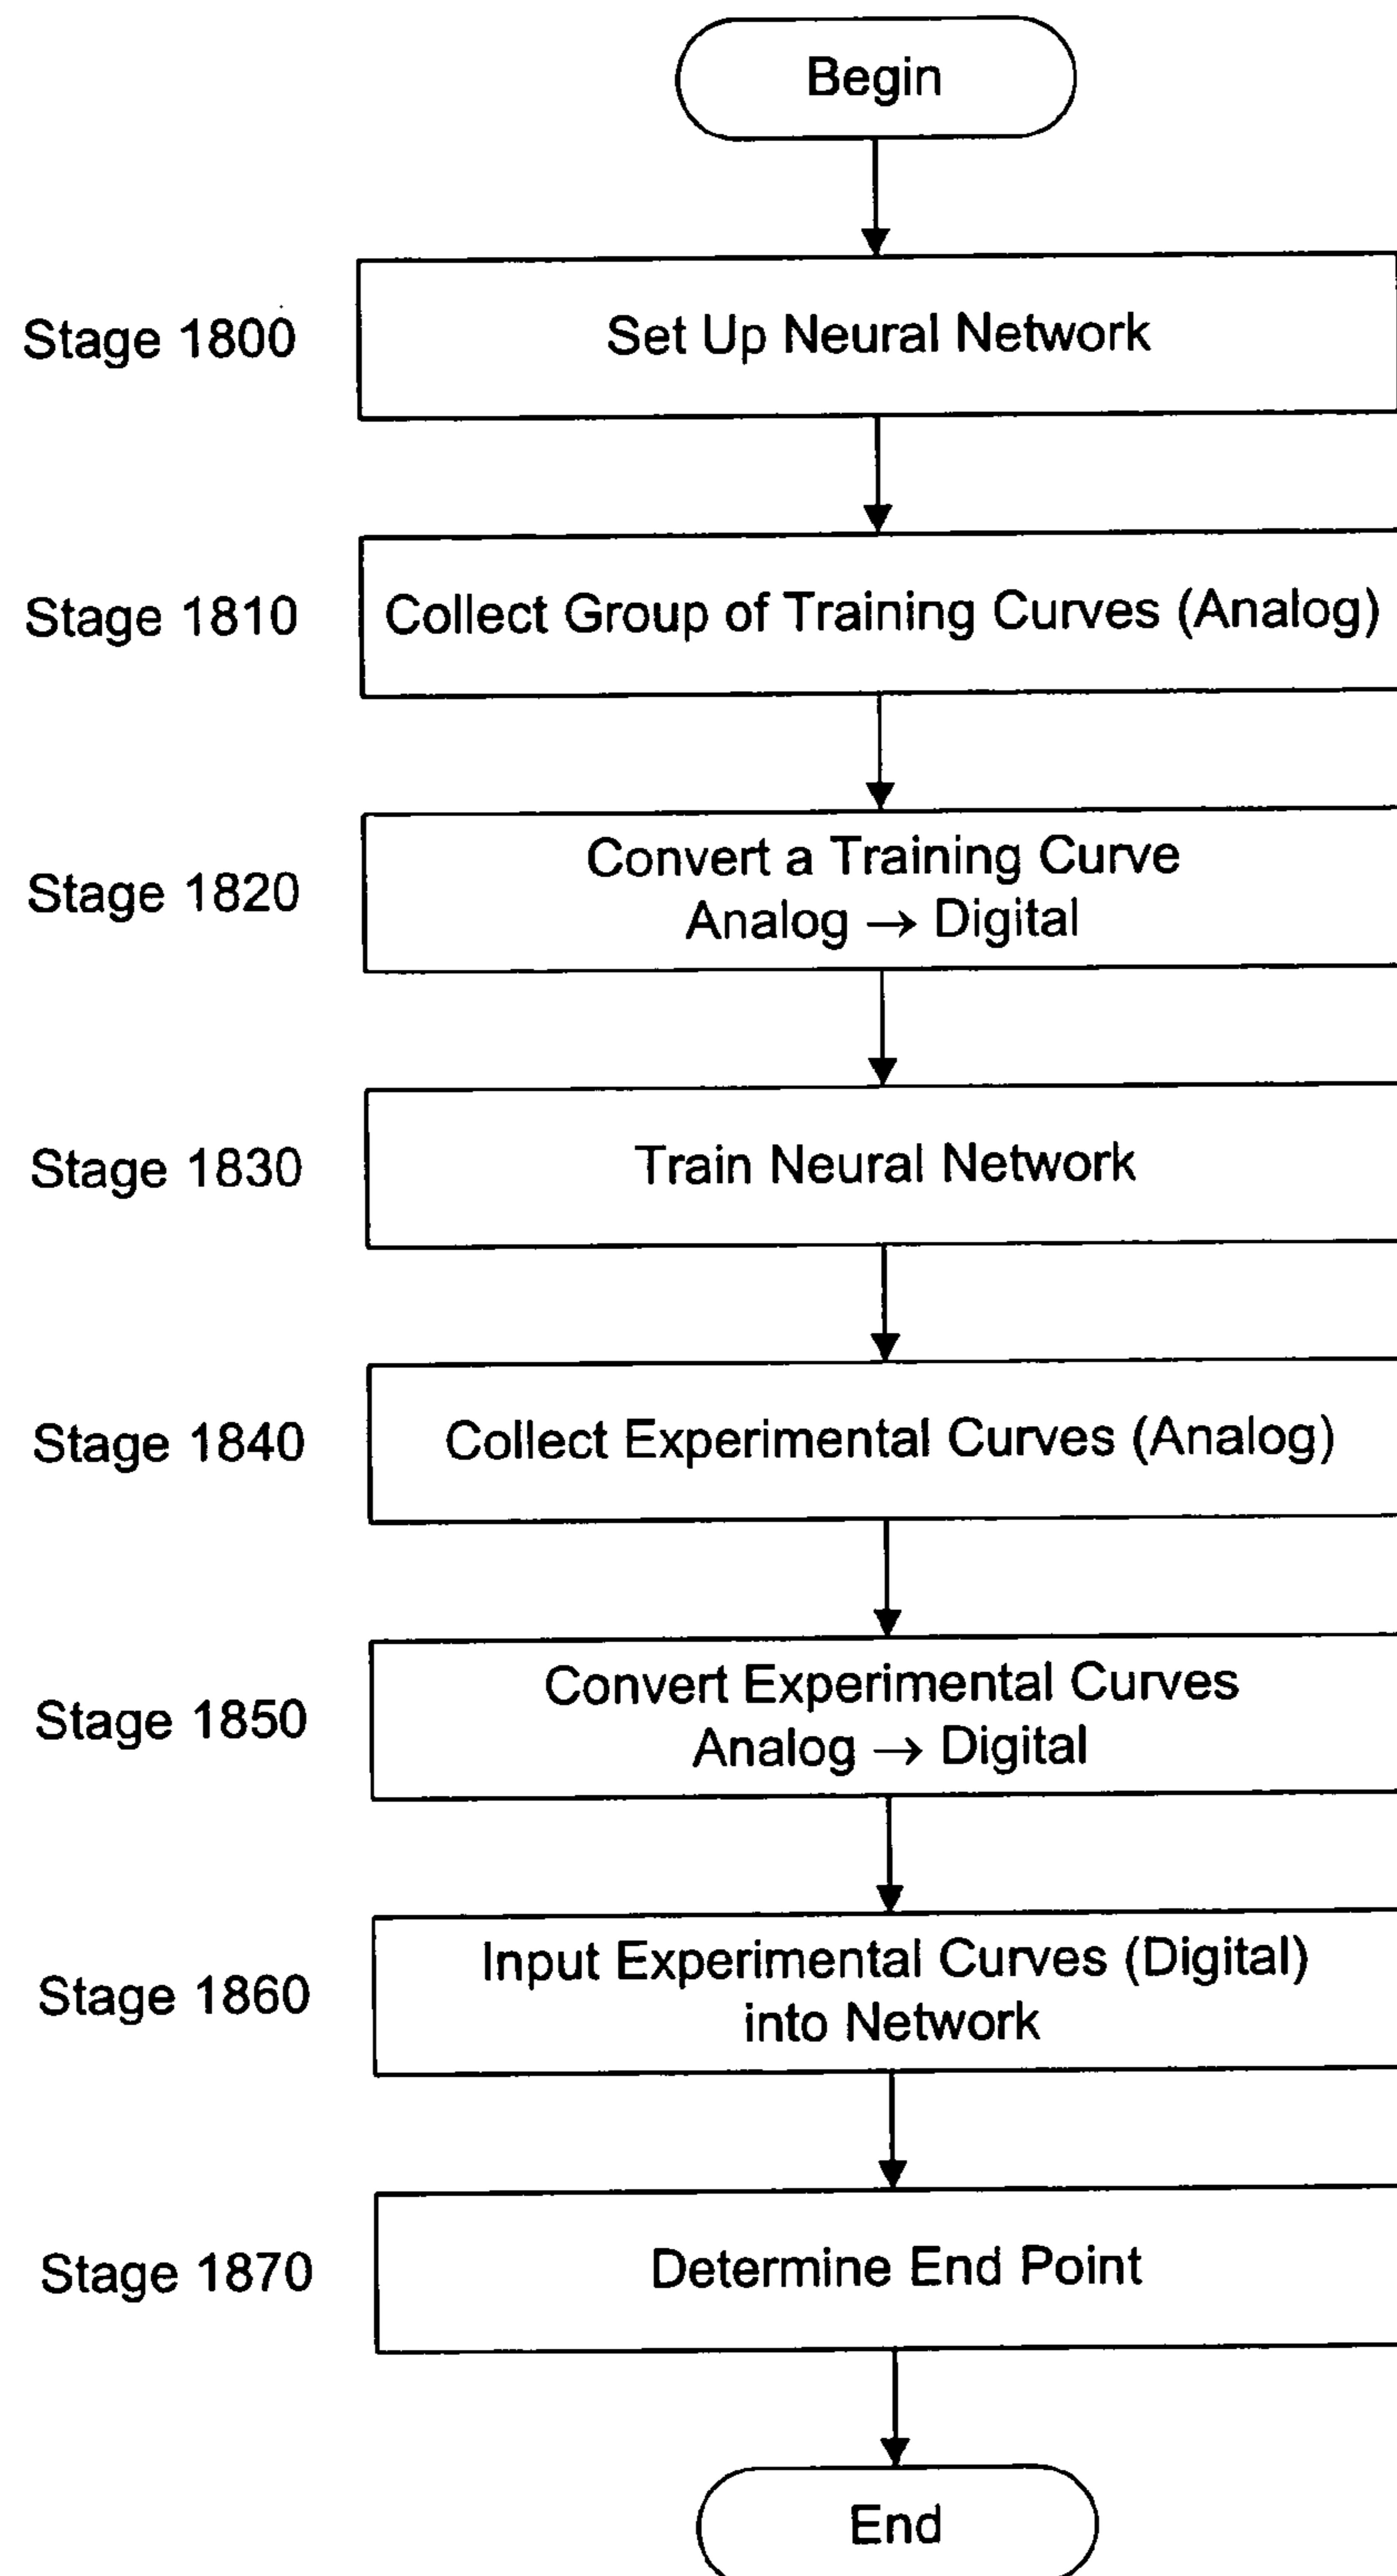 Begin
Stage 1800
Set Up Neural Network
Stage 1810
Collect Group of Training Curves (Analog)
Stage 1820
Convert a Training Curve
Analog → Digital
Stage 1830
Train Neural Network
Stage 1840
Collect Experimental Curves (Analog)
Stage 1850
Convert Experimental Curves
Analog → Digital
Stage 1860
Input Experimental Curves (Digital)
into Network
Stage 1870
Determine End Point
End